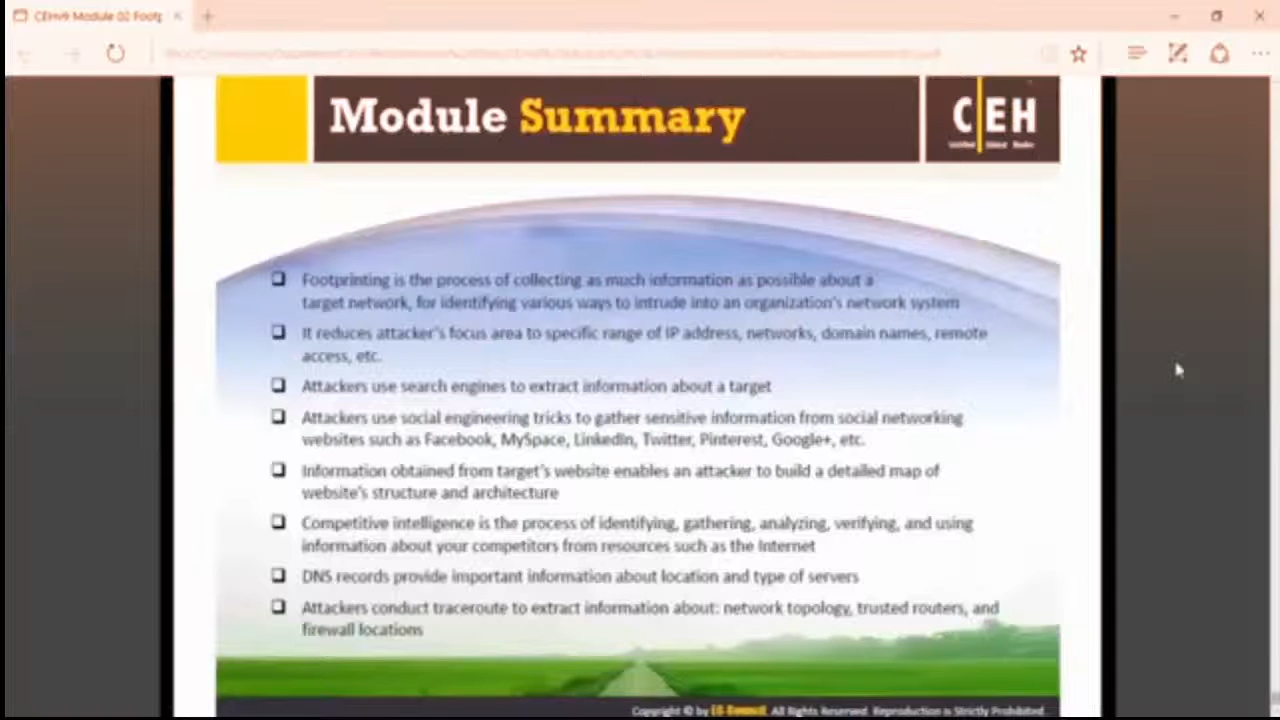 CEHv9 Module 02 Footp
Module Summary
C|EH
Footprinting is the process of collecting as much information as possible about a
target network, for identifying various ways to intrude into an organization's network system
It reduces attacker's focus area to specific range of IP address, networks, domain names, remote
access, etc.
Attackers use search engines to extract information about a target
Attackers use social engineering tricks to gather sensitive information from social networking
websites such as Facebook, MySpace, LinkedIn, Twitter, Pinterest, Google+, etc.
Information obtained from target's website enables an attacker to build a detailed map of
website's structure and architecture
Competitive intelligence is the process of identifying, gathering, analyzing, verifying, and using
information about your competitors from resources such as the Internet
DNS records provide important information about location and type of servers
Attackers conduct traceroute to extract information about: network topology, trusted routers, and
firewall locations
Copyright © by EC-Council. All Rights Reserved. Reproduction is Strictly Prohibited.